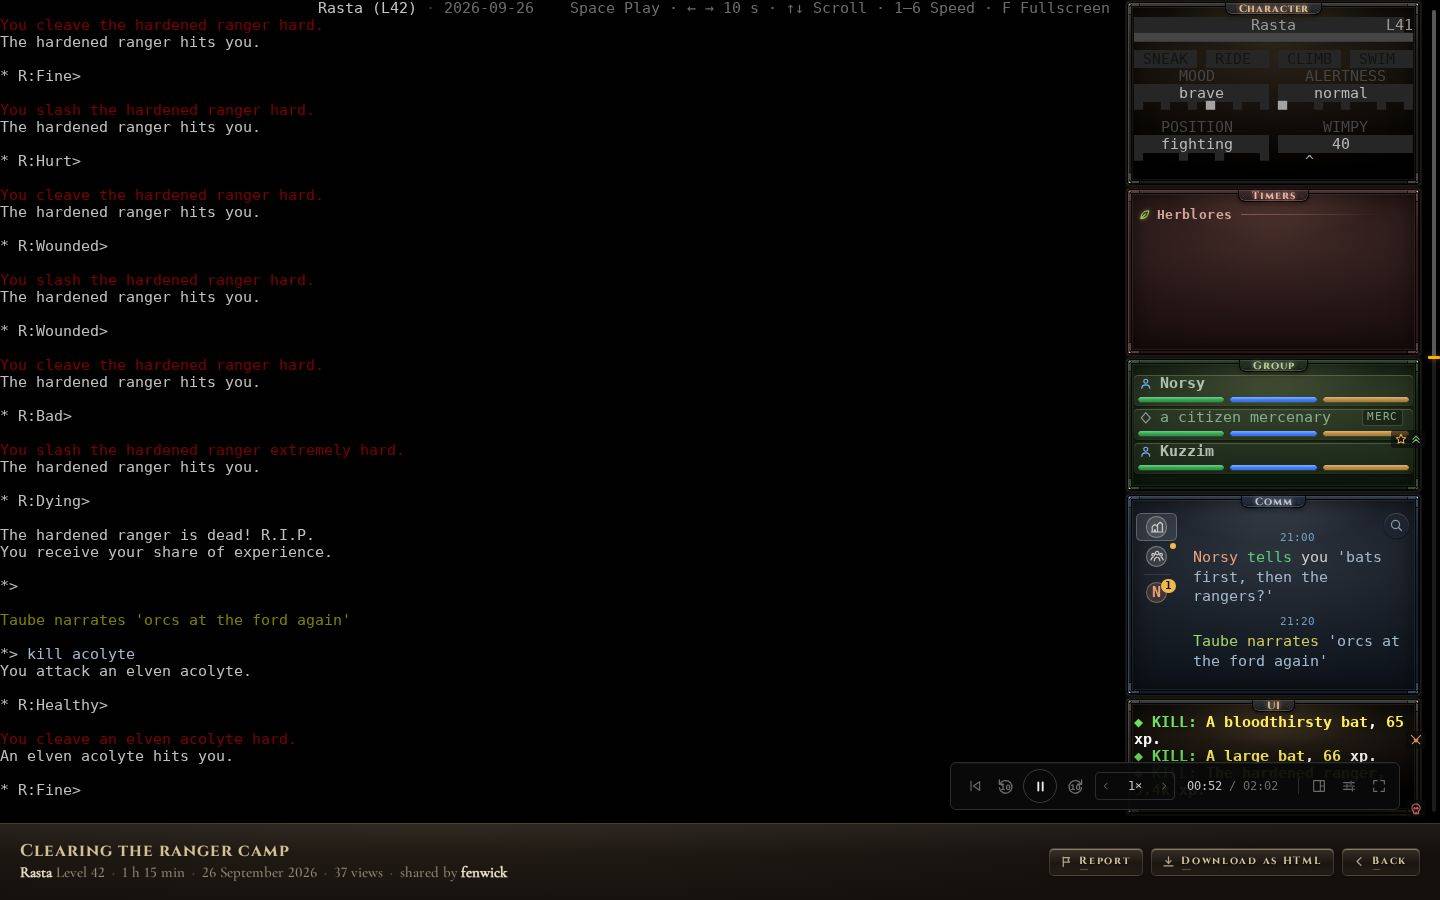 Rasta (L42) · 2026-09-26 Space Play · ← → 10 s · ↑↓ Scroll · 1–6 Speed · F Fullscreen
You cleave the hardened ranger hard.
The hardened ranger hits you.
* R:Fine>
You slash the hardened ranger hard.
The hardened ranger hits you.
* R:Hurt>
You cleave the hardened ranger hard.
The hardened ranger hits you.
* R:Wounded>
You slash the hardened ranger hard.
The hardened ranger hits you.
* R:Wounded>
You cleave the hardened ranger hard.
The hardened ranger hits you.
* R:Bad>
You slash the hardened ranger extremely hard.
The hardened ranger hits you.
* R:Dying>
The hardened ranger is dead! R.I.P.
You receive your share of experience.
*>
Taube narrates 'orcs at the ford again'
*> kill acolyte
You attack an elven acolyte.
* R:Healthy>
You cleave an elven acolyte hard.
An elven acolyte hits you.
* R:Fine>
Character
Rasta L41
SNEAK RIDE CLIMB SWIM
MOOD ALERTNESS
brave normal
POSITION WIMPY
fighting 40
^
Timers
Herblores
Group
Norsy
a citizen mercenary MERC
Kuzzim
Comm
21:00
Norsy tells you 'bats
first, then the
rangers?'
N 1
21:20
Taube narrates 'orcs at
the ford again'
UI
◆ KILL: A bloodthirsty bat, 65
xp.
◆ KILL: A large bat, 66 xp.
KILL: The hardened ranger,
10 10 1× 00:52 / 02:02
Clearing the ranger camp
Rasta Level 42 · 1 h 15 min · 26 September 2026 · 37 views · shared by fenwick
Report Download as HTML Back